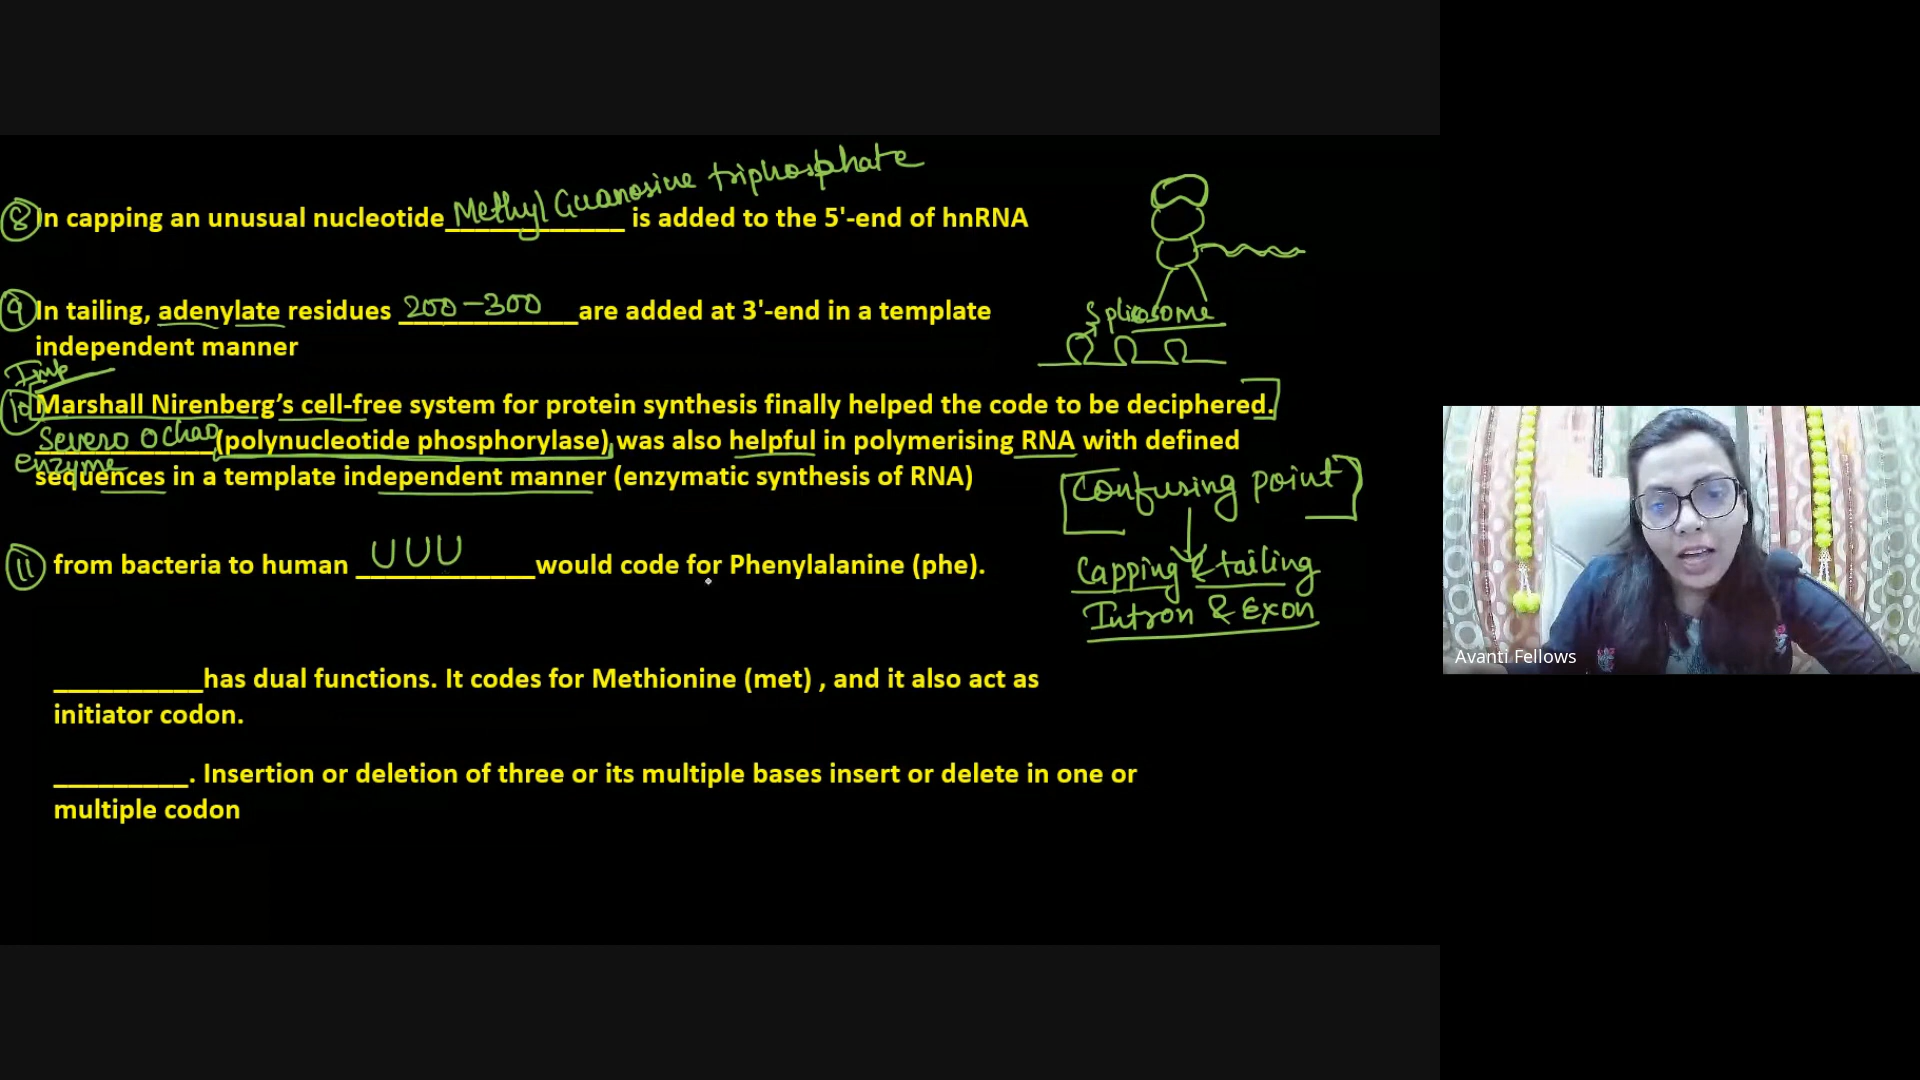 Methyl Guanosine triphosphate
8 In capping an unusual nucleotide____________ is added to the 5'-end of hnRNA
9 In tailing, adenylate residues 200-300 are added at 3'-end in a template
independent manner
Spliosome
Imp
10 Marshall Nirenberg’s cell-free system for protein synthesis finally helped the code to be deciphered.
Severo Ochao (polynucleotide phosphorylase) was also helpful in polymerising RNA with defined
enzyme
sequences in a template independent manner (enzymatic synthesis of RNA)
Confusing point
11 from bacteria to human UUU would code for Phenylalanine (phe).
Capping & tailing
Intron & Exon
__________has dual functions. It codes for Methionine (met) , and it also act as
initiator codon.
_________. Insertion or deletion of three or its multiple bases insert or delete in one or
multiple codon
Avanti Fellows